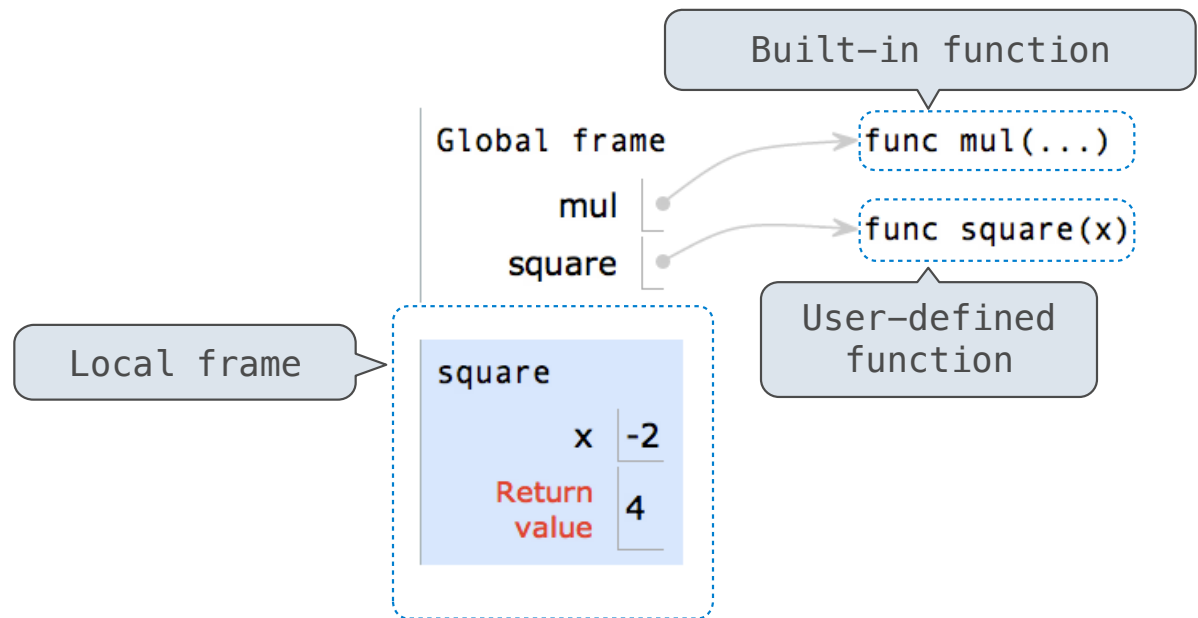 Built-in function
Global frame
func mul(...)
mul
func square(x)
square
User-defined
function
Local frame
square
x -2
Return
value
4